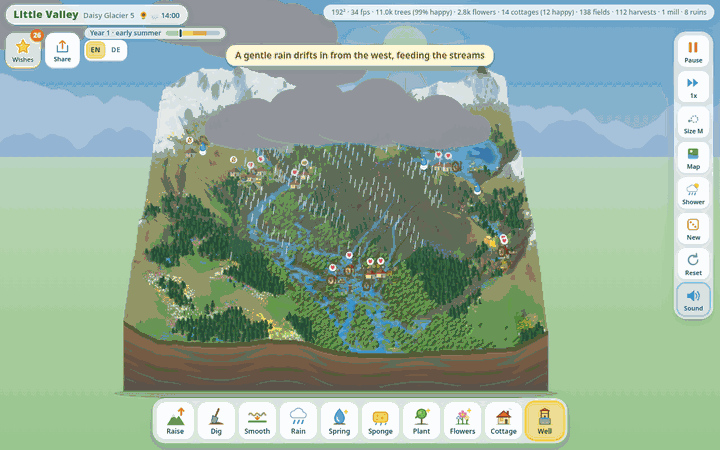 Little Valley Daisy Glacier 5 14:00
192² · 34 fps · 11.0k trees (99% happy) · 2.8k flowers · 14 cottages (12 happy) · 138 fields · 112 harvests · 1 mill · 8 ruins
Year 1 · early summer
26
Wishes
Share
EN
DE
A gentle rain drifts in from the west, feeding the streams
Pause
1x
Size M
Map
Shower
New
Reset
Sound
Raise
Dig
Smooth
Rain
Spring
Sponge
Plant
Flowers
Cottage
Well